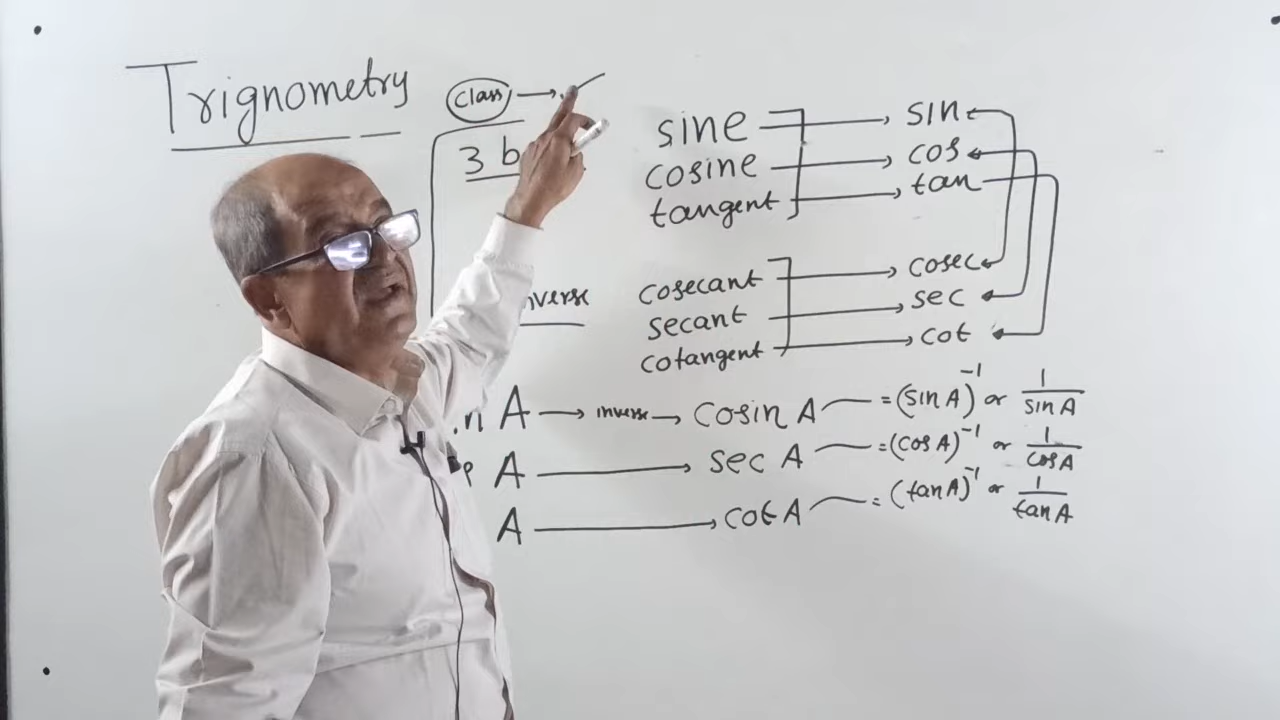 Trignometry
class →
3 b
sine → sin
cosine → cos
tangent → tan
cosecant → cosec
secant → sec
cotangent → cot
nverse
n A → inverse → cosin A = (sin A)⁻¹ or 1/sin A
A → sec A = (cos A)⁻¹ or 1/cos A
A → cot A = (tan A)⁻¹ or 1/tan A